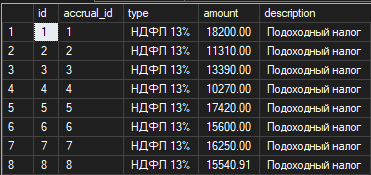 id accrual_id type amount description
1 1 1 НДФЛ 13% 18200.00 Подоходный налог
2 2 2 НДФЛ 13% 11310.00 Подоходный налог
3 3 3 НДФЛ 13% 13390.00 Подоходный налог
4 4 4 НДФЛ 13% 10270.00 Подоходный налог
5 5 5 НДФЛ 13% 17420.00 Подоходный налог
6 6 6 НДФЛ 13% 15600.00 Подоходный налог
7 7 7 НДФЛ 13% 16250.00 Подоходный налог
8 8 8 НДФЛ 13% 15540.91 Подоходный налог